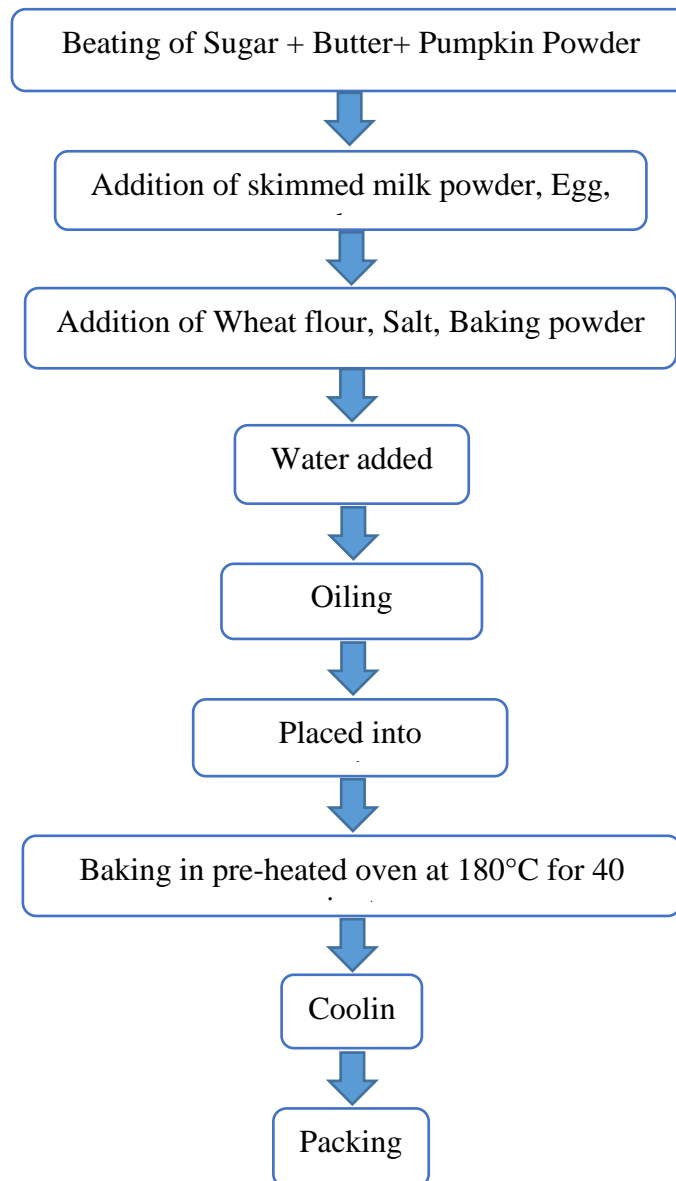 Beating of Sugar + Butter+ Pumpkin Powder
Addition of skimmed milk powder, Egg,
Addition of Wheat flour, Salt, Baking powder
Water added
Oiling
Placed into
Baking in pre-heated oven at 180°C for 40
Coolin
Packing